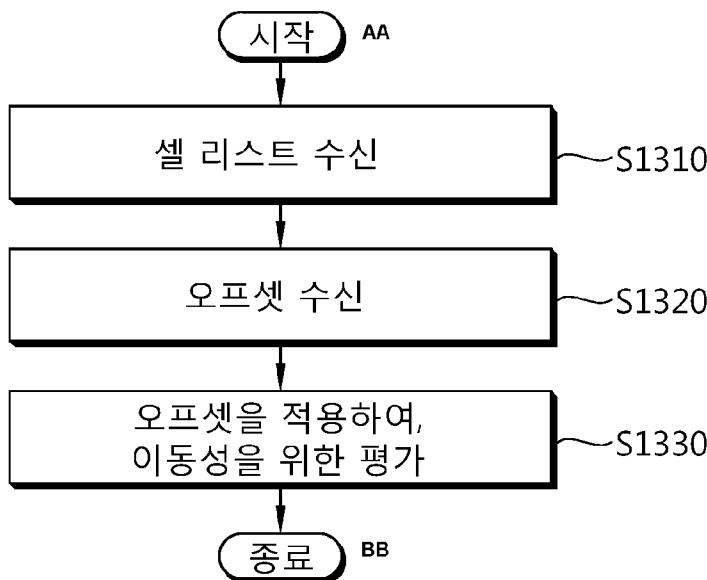 시작 AA
셀 리스트 수신 S1310
오프셋 수신 S1320
오프셋을 적용하여,
이동성을 위한 평가 S1330
종료 BB